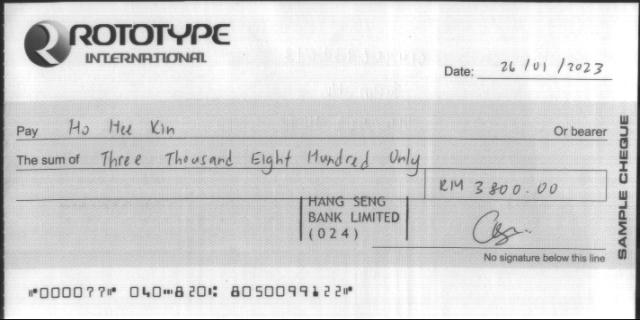 ROTOTYPE
INTERNATIONAL
Date: 26/01/2023
Pay Ho Mee Kin Or bearer
The sum of Three Thousand Eight Hundred Only
RM 3800.00
HANG SENG
BANK LIMITED
(024)
No signature below this line
SAMPLE CHEQUE
⑈000077⑈ 040⑉820⑆ 8050099122⑈